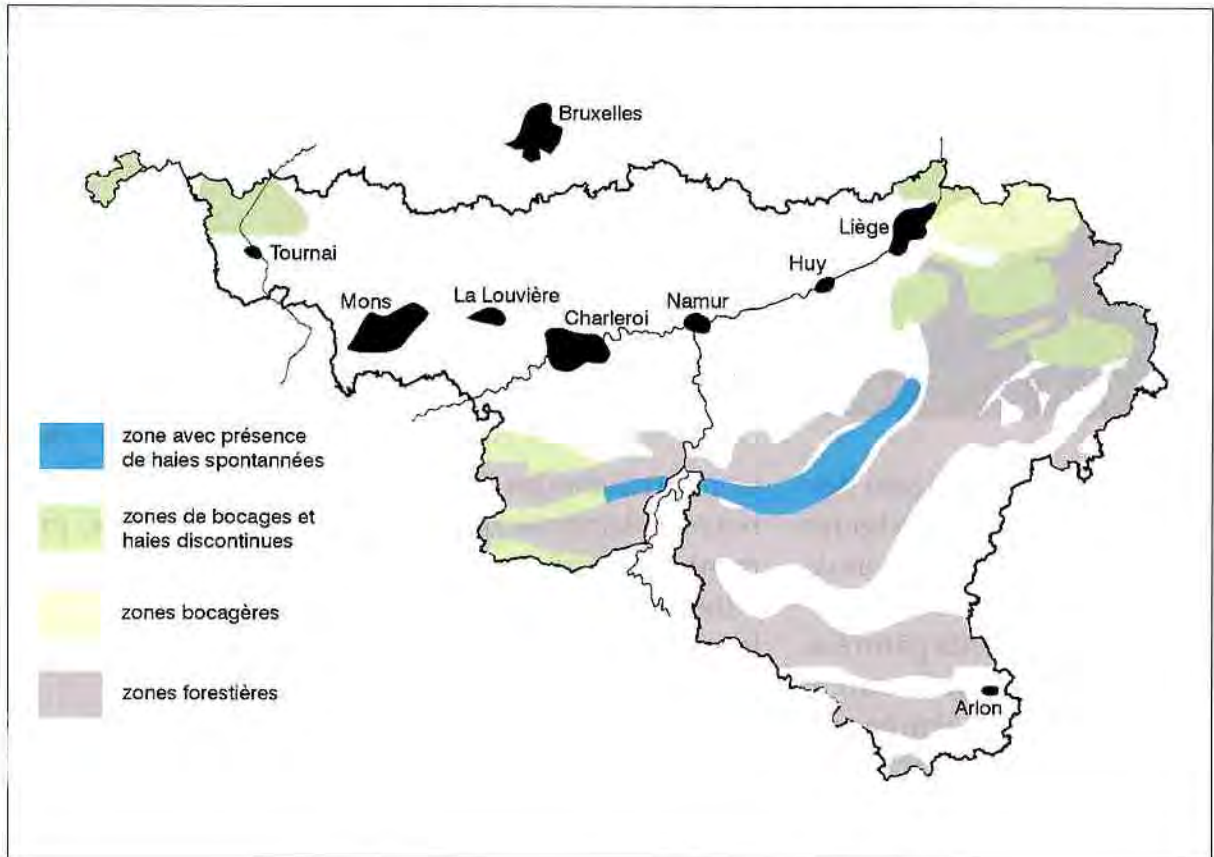 Bruxelles
Liège
Tournai
Huy
Mons
La Louvière
Namur
Charleroi
zone avec présence
de haies spontannées
zones de bocages et
haies discontinues
zones bocagères
zones forestières
Arlon